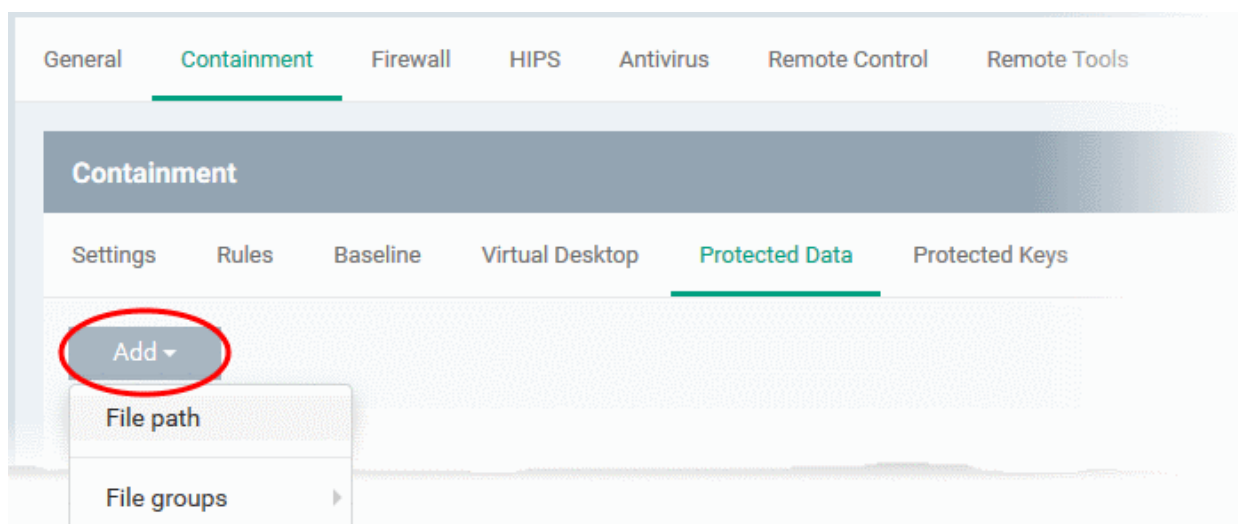 General Containment Firewall HIPS Antivirus Remote Control Remote Tools
Containment
Settings Rules Baseline Virtual Desktop Protected Data Protected Keys
Add
File path
File groups